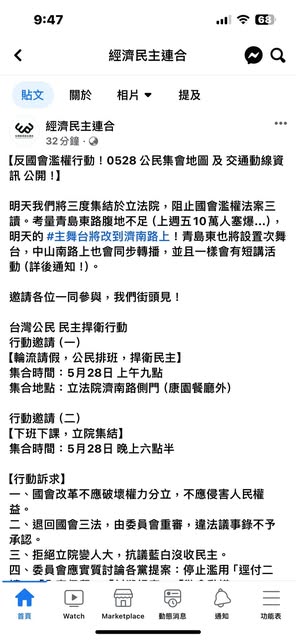 9:47
63
經濟民主連合
貼文
關於
相片
提及
經濟民主連合
32分鐘
【反國會濫權行動！0528 公民集會地圖 及 交通動線資
訊 公開！】
明天我們將三度集結於立法院，阻止國會濫權法案三
讀。考量青島東路腹地不足（上週五10萬人塞爆...），
明天的 #主舞台將改到濟南路上！青島東也將設置次舞
台，中山南路上也會同步轉播，並且一樣會有短講活
動（詳後通知！）。
邀請各位一同參與，我們街頭見！
台灣公民 民主捍衛行動
行動邀請（一）
【輪流請假，公民排班，捍衛民主】
集合時間：5月28日 上午九點
集合地點：立法院濟南路側門（康園餐廳外）
行動邀請（二）
【下班下課，立院集結】
集合時間：5月28日 晚上六點半
【行動訴求】
一、國會改革不應破壞權力分立，不應侵害人民權
益。
二、退回國會三法，由委員會重審，違法議事錄不予
承認。
三、拒絕立院變人大，抗議藍白沒收民主。
四、委員會應實質討論各黨提案：停止濫用「逕付二
首頁
Watch
Marketplace
動態消息
通知
功能表